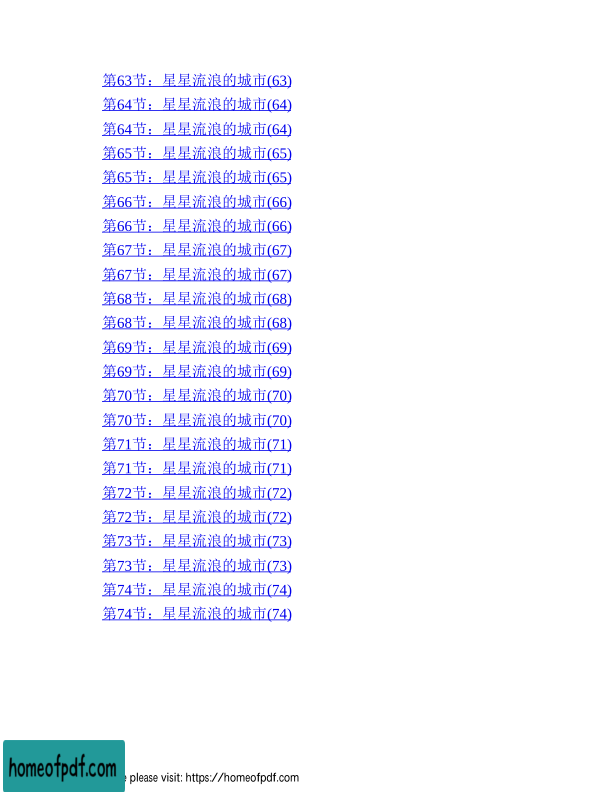 第63节：星星流浪的城市(63)
第64节：星星流浪的城市(64)
第64节：星星流浪的城市(64)
第65节：星星流浪的城市(65)
第65节：星星流浪的城市(65)
第66节：星星流浪的城市(66)
第66节：星星流浪的城市(66)
第67节：星星流浪的城市(67)
第67节：星星流浪的城市(67)
第68节：星星流浪的城市(68)
第68节：星星流浪的城市(68)
第69节：星星流浪的城市(69)
第69节：星星流浪的城市(69)
第70节：星星流浪的城市(70)
第70节：星星流浪的城市(70)
第71节：星星流浪的城市(71)
第71节：星星流浪的城市(71)
第72节：星星流浪的城市(72)
第72节：星星流浪的城市(72)
第73节：星星流浪的城市(73)
第73节：星星流浪的城市(73)
第74节：星星流浪的城市(74)
第74节：星星流浪的城市(74)
homeofpdf.com
please visit: https://homeofpdf.com